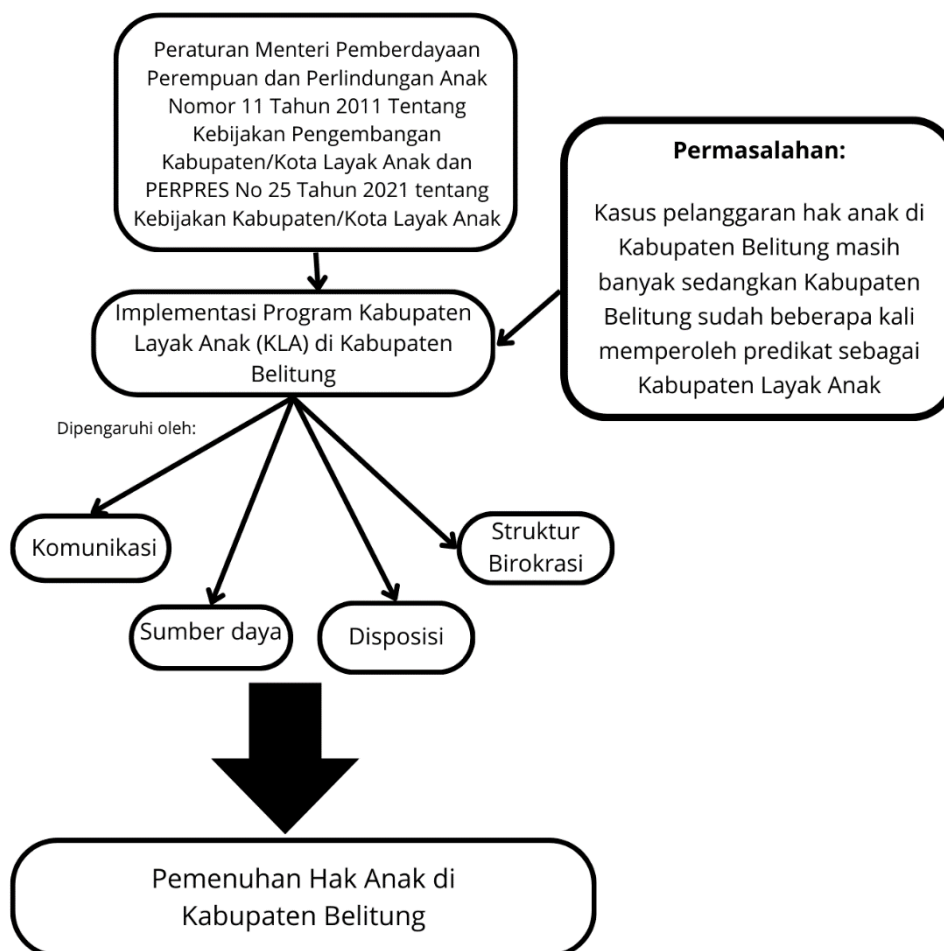 Peraturan Menteri Pemberdayaan
Perempuan dan Perlindungan Anak
Nomor 11 Tahun 2011 Tentang
Kebijakan Pengembangan
Kabupaten/Kota Layak Anak dan
PERPRES No 25 Tahun 2021 tentang
Kebijakan Kabupaten/Kota Layak Anak
Permasalahan:
Kasus pelanggaran hak anak di
Kabupaten Belitung masih
banyak sedangkan Kabupaten
Belitung sudah beberapa kali
memperoleh predikat sebagai
Kabupaten Layak Anak
Implementasi Program Kabupaten
Layak Anak (KLA) di Kabupaten
Belitung
Dipengaruhi oleh:
Komunikasi
Sumber daya
Disposisi
Struktur
Birokrasi
Pemenuhan Hak Anak di
Kabupaten Belitung